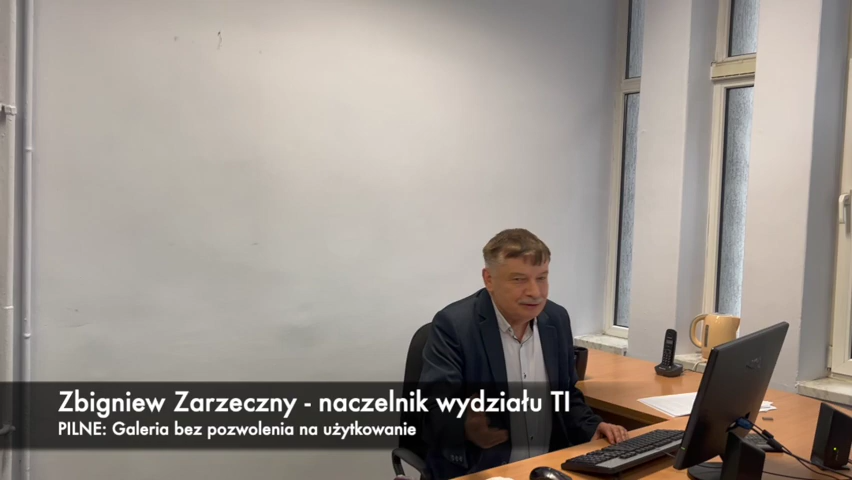 Zbigniew Zarzeczny - naczelnik wydziału TI
PILNE: Galeria bez pozwolenia na użytkowanie